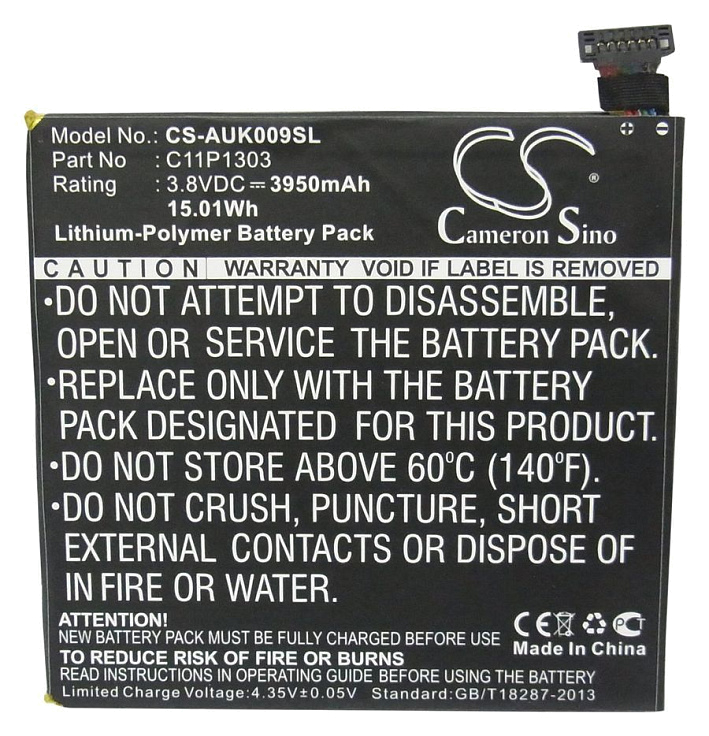 + -
Model No.: CS-AUK009SL
Part No : C11P1303
Rating : 3.8VDC ⎓ 3950mAh
15.01Wh
Lithium-Polymer Battery Pack
CS
®
Cameron Sino
CAUTION WARRANTY VOID IF LABEL IS REMOVED
•DO NOT ATTEMPT TO DISASSEMBLE,
OPEN OR SERVICE THE BATTERY PACK.
•REPLACE ONLY WITH THE BATTERY
PACK DESIGNATED FOR THIS PRODUCT.
•DO NOT STORE ABOVE 60°C (140°F).
•DO NOT CRUSH, PUNCTURE, SHORT
EXTERNAL CONTACTS OR DISPOSE OF
IN FIRE OR WATER.
ATTENTION!
NEW BATTERY PACK MUST BE FULLY CHARGED BEFORE USE
TO REDUCE RISK OF FIRE OR BURNS
READ INSTRUCTIONS GUIDE BEFORE USING THE BATTERY
Limited Charge Voltage:4.35V±0.05V Standard:GB/T18287-2013
CE PCT
Made In China